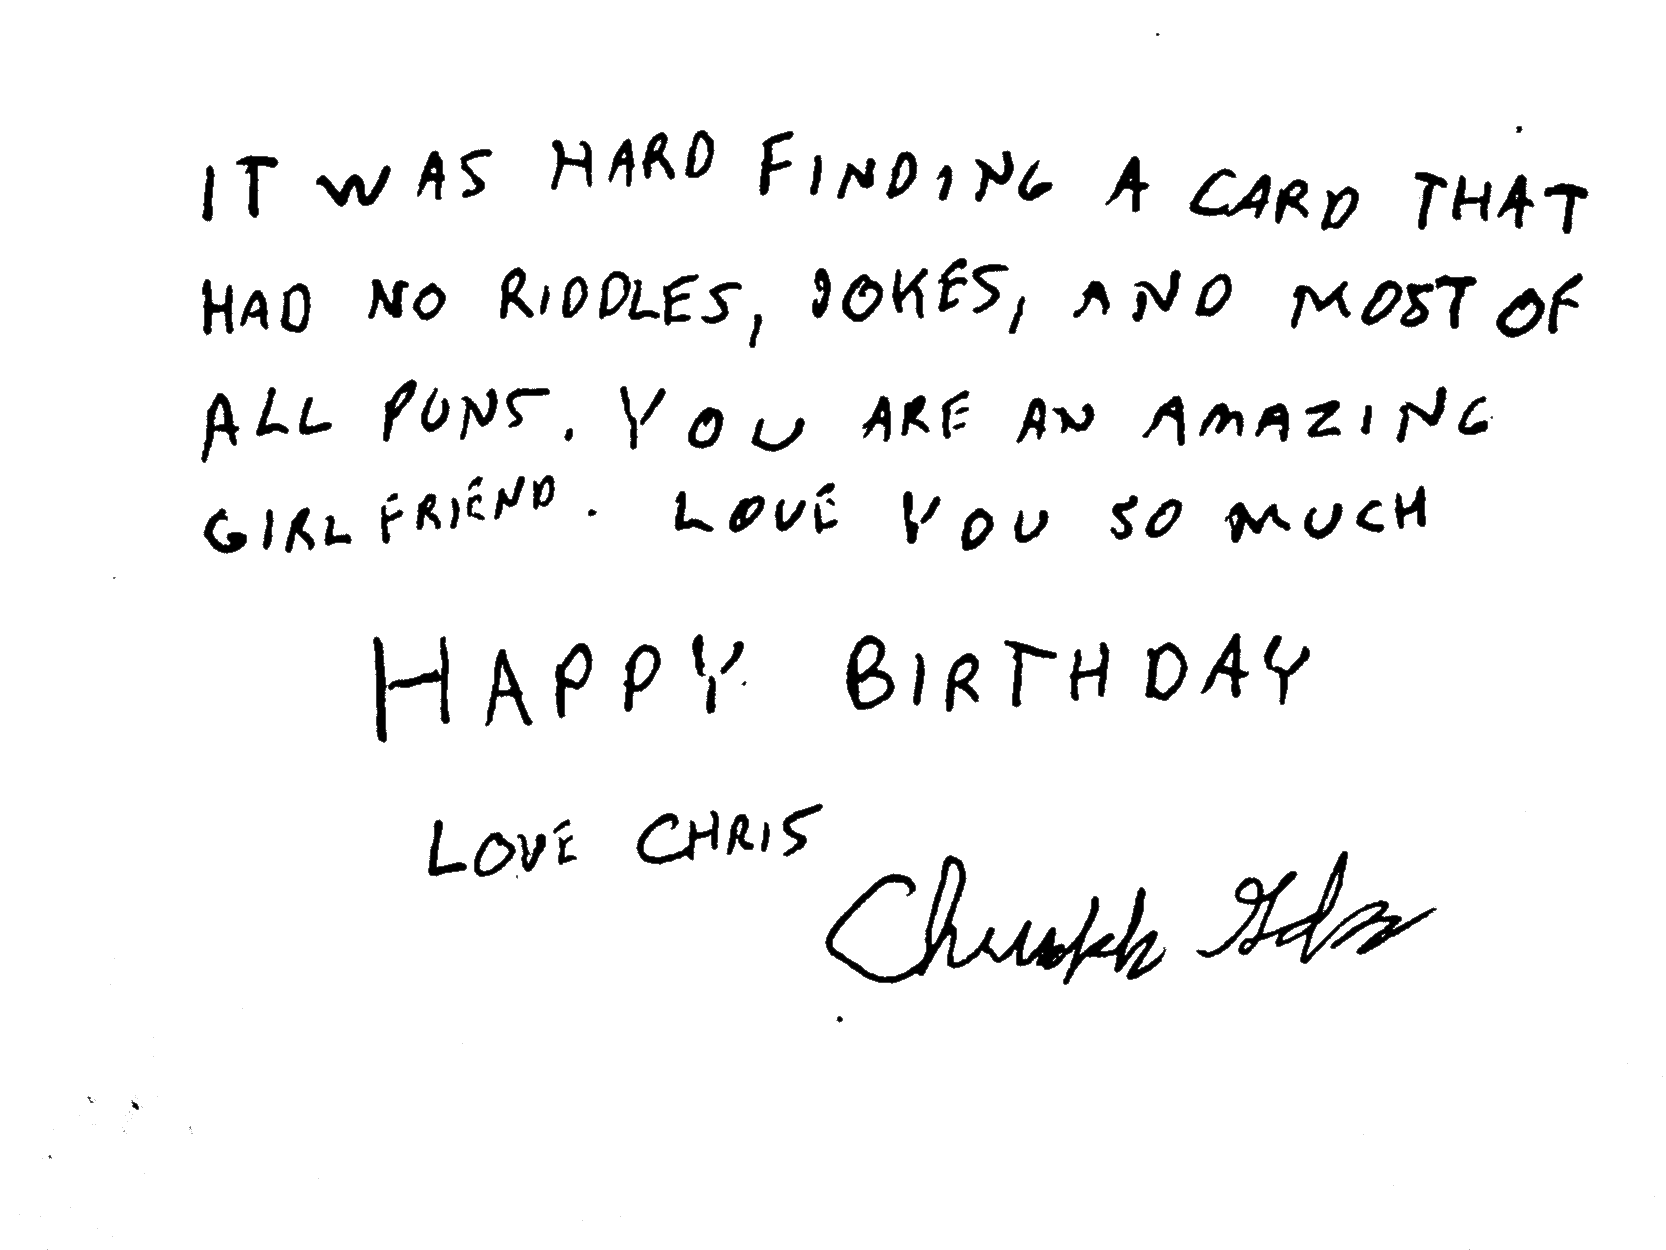 IT WAS HARD FINDING A CARD THAT
HAD NO RIDDLES, JOKES, AND MOST OF
ALL PUNS. YOU ARE AN AMAZING
GIRLFRIEND. LOVE YOU SO MUCH
HAPPY BIRTHDAY
LOVE CHRIS